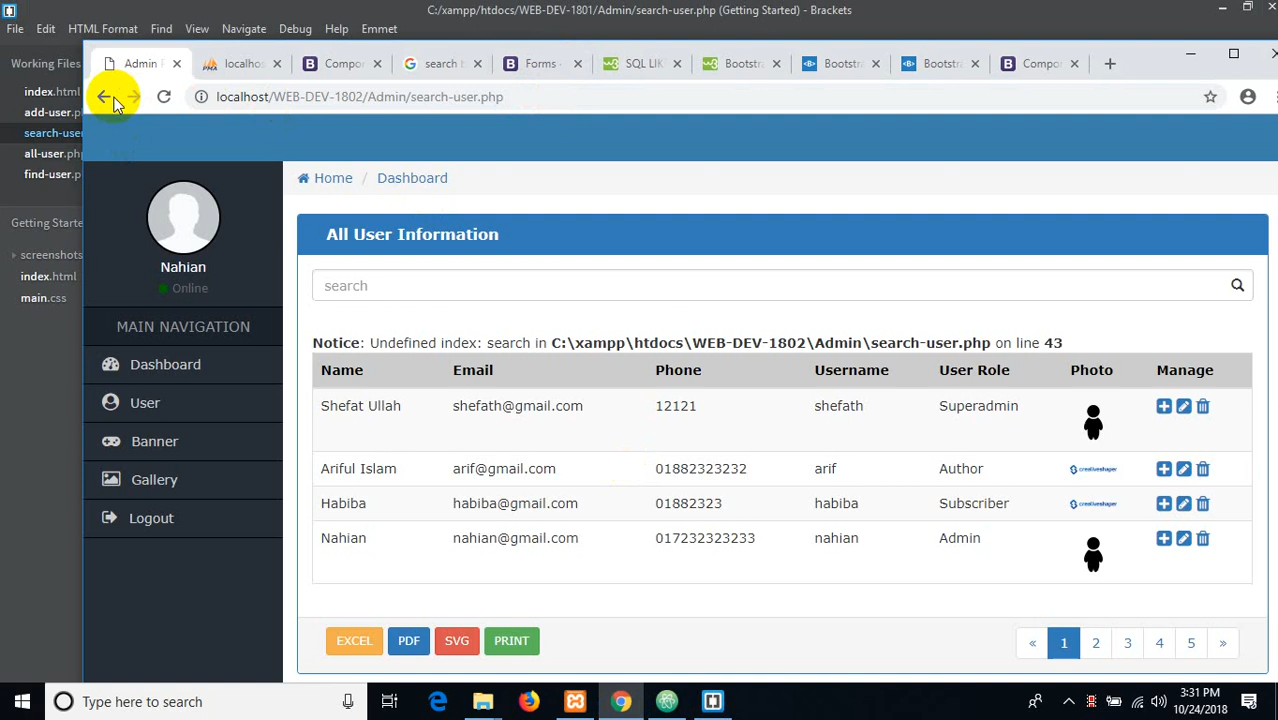 C:/xampp/htdocs/WEB-DEV-1801/Admin/search-user.php (Getting Started) - Brackets
File Edit View Navigate Debug Help Emmet
HTML Format Find
Working Files
index.html
add-user.p
search-use
all-user.php
find-user.p
Getting Starte
screenshots
index.html
main.css
Admin localhos Compo search t Forms - SQL LIK Bootst Bootstr Bootstr Compo
localhost/WEB-DEV-1802/Admin/search-user.php
Nahian
Online
MAIN NAVIGATION
Dashboard
User
Banner
Gallery
Logout
Home / Dashboard
All User Information
search
Notice: Undefined index: search in C:\xampp\htdocs\WEB-DEV-1802\Admin\search-user.php on line 43
Name Email Phone Username User Role Photo Manage
Shefat Ullah shefath@gmail.com 12121 shefath Superadmin
Ariful Islam arif@gmail.com 01882323232 arif Author creativeshaper
Habiba habiba@gmail.com 01882323 habiba Subscriber creativeshaper
Nahian nahian@gmail.com 017232323233 nahian Admin
EXCEL PDF SVG PRINT
« 1 2 3 4 5 »
Type here to search
3:31 PM
10/24/2018